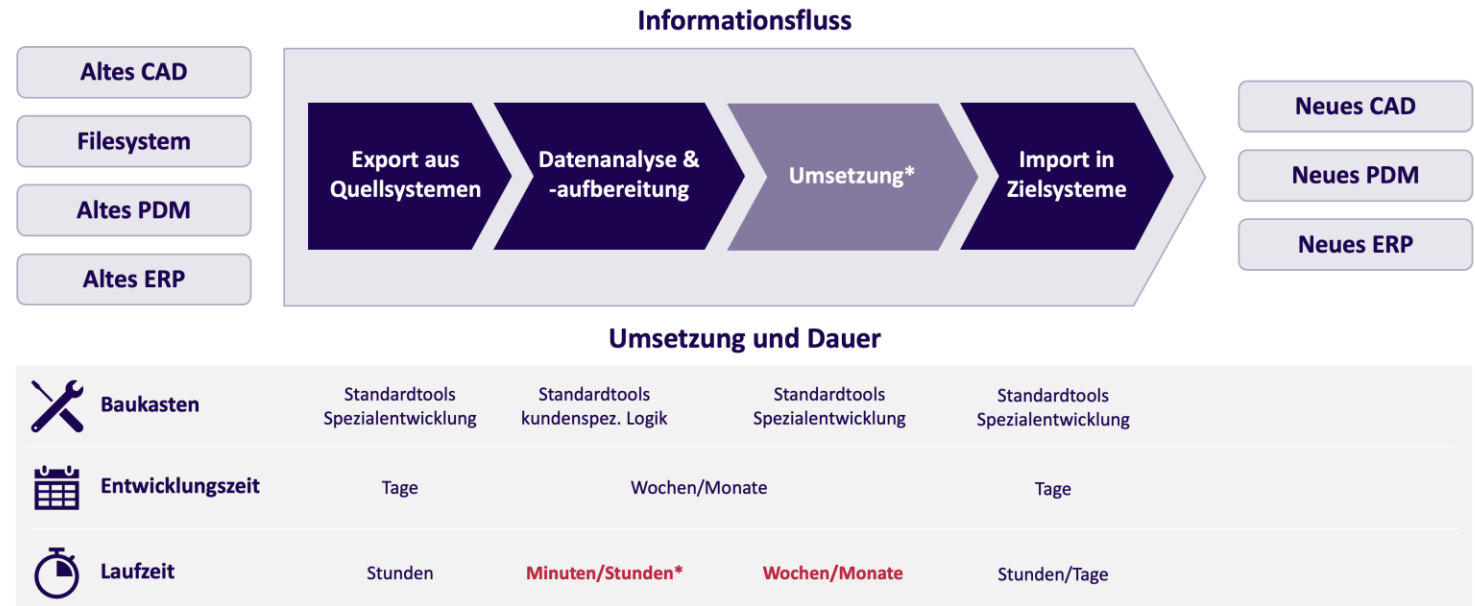 Informationsfluss
Altes CAD
Filesystem
Altes PDM
Altes ERP
Export aus
Quellsystemen
Datenanalyse &
-aufbereitung
Umsetzung*
Import in
Zielsysteme
Neues CAD
Neues PDM
Neues ERP
Umsetzung und Dauer
Baukasten
Standardtools
Spezialentwicklung
Standardtools
kundenspez. Logik
Standardtools
Spezialentwicklung
Standardtools
Spezialentwicklung
Entwicklungszeit
Tage
Wochen/Monate
Tage
Laufzeit
Stunden
Minuten/Stunden*
Wochen/Monate
Stunden/Tage